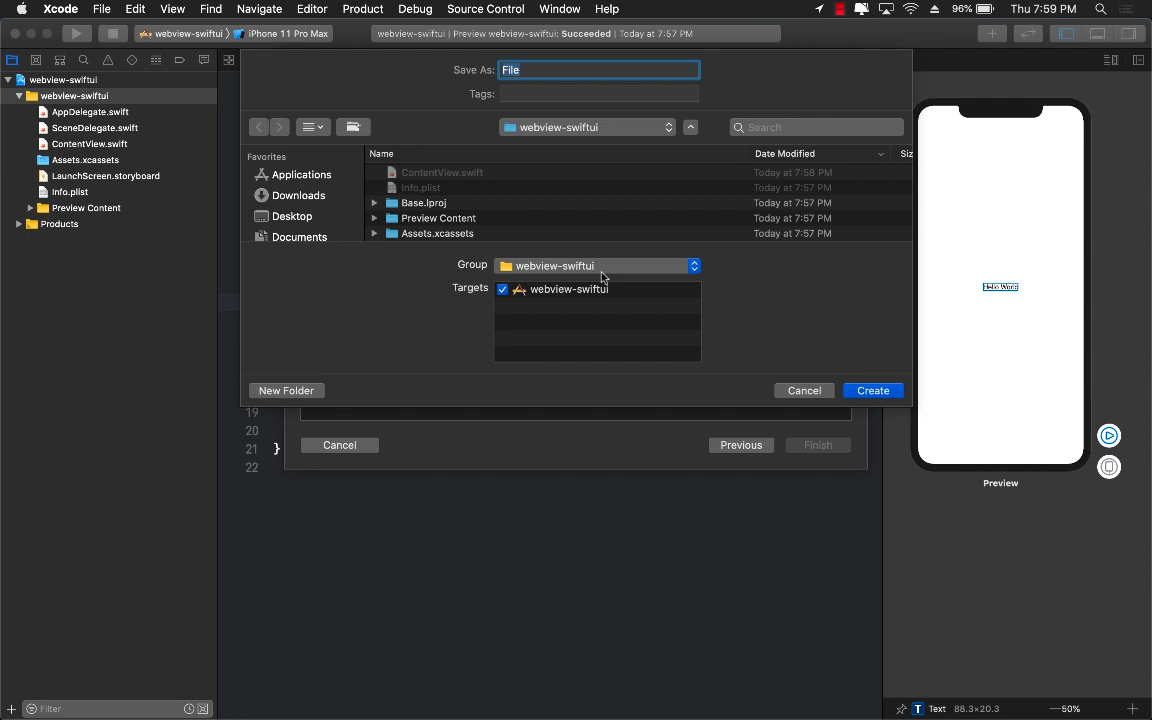 Xcode File Edit View Find Navigate Editor Product Debug Source Control Window Help 96% Thu 7:59 PM
webview-swiftui iPhone 11 Pro Max webview-swiftui | Preview webview-swiftui: Succeeded | Today at 7:57 PM
webview-swiftui
webview-swiftui
AppDelegate.swift
SceneDelegate.swift
ContentView.swift
Assets.xcassets
LaunchScreen.storyboard
Info.plist
Preview Content
Products
Save As: File
Tags:
webview-swiftui Search
Favorites
Applications
Downloads
Desktop
Documents
Name Date Modified Siz
ContentView.swift Today at 7:58 PM
Info.plist Today at 7:57 PM
Base.lproj Today at 7:57 PM
Preview Content Today at 7:57 PM
Assets.xcassets Today at 7:57 PM
Group webview-swiftui
Targets webview-swiftui
New Folder Cancel Create
19
20
21 }
22
Cancel Previous Finish
Hello World
Preview
Filter
T Text 88.3×20.3 50%